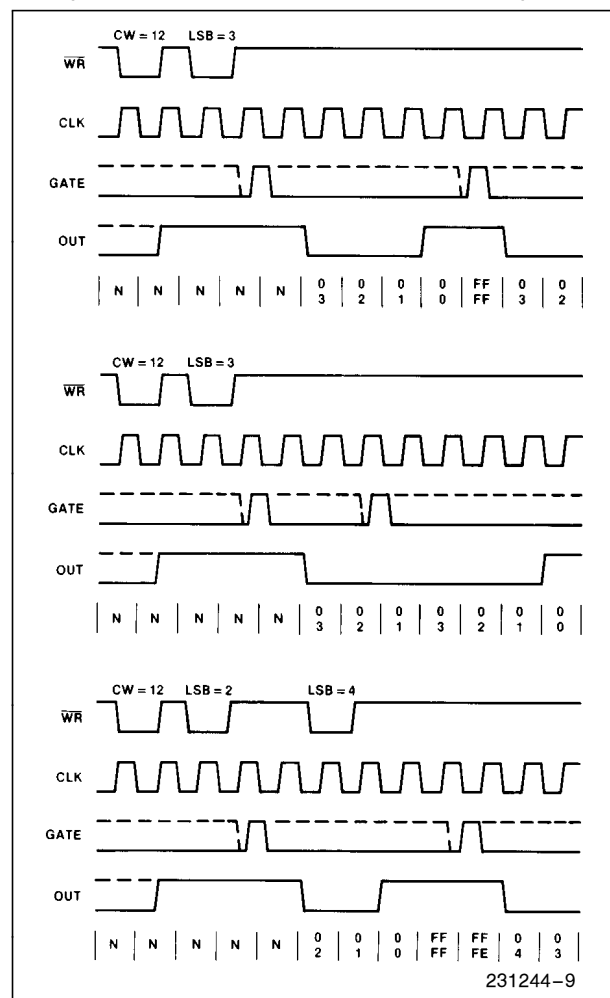 CW = 12 LSB = 3
WR
CLK
GATE
OUT
N N N N N 0 0 0 0 FF 0 0
3 2 1 0 FF 3 2
CW = 12 LSB = 3
WR
CLK
GATE
OUT
N N N N N 0 0 0 0 0 0 0
3 2 1 3 2 1 0
CW = 12 LSB = 2 LSB = 4
WR
CLK
GATE
OUT
N N N N N 0 0 0 FF FF 0 0
2 1 0 FF FE 4 3
231244–9